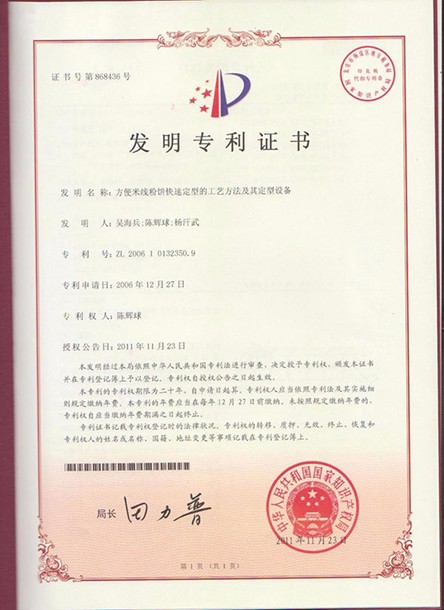 证书号第868436号
发明专利证书
发 明 名 称:方便米线粉饼快速定型的工艺方法及其定型设备
发 明 人:吴海兵;陈辉球;杨汗武
专 利 号:ZL 2006 1 0132350.9
专利申请日:2006年12月27日
专 利 权 人:陈辉球
授权公告日:2011年11月23日
本发明经过本局依照中华人民共和国专利法进行审查,决定授予专利权,颁发本证书
并在专利登记簿上予以登记。专利权自授权公告之日起生效。
本专利的专利权期限为二十年,自申请日起算。专利权人应当依照专利法及其实施细
则规定缴纳年费。本专利的年费应当在每年12月27日前缴纳。未按照规定缴纳年费的,
专利权自应当缴纳年费期满之日起终止。
专利证书记载专利权登记时的法律状况。专利权的转移、质押、无效、终止、恢复和
专利权人的姓名或名称、国籍、地址变更等事项记载在专利登记簿上。
局长 田力普
中华人民共和国国家知识产权局
2011年11月23日
第1页(共1页)